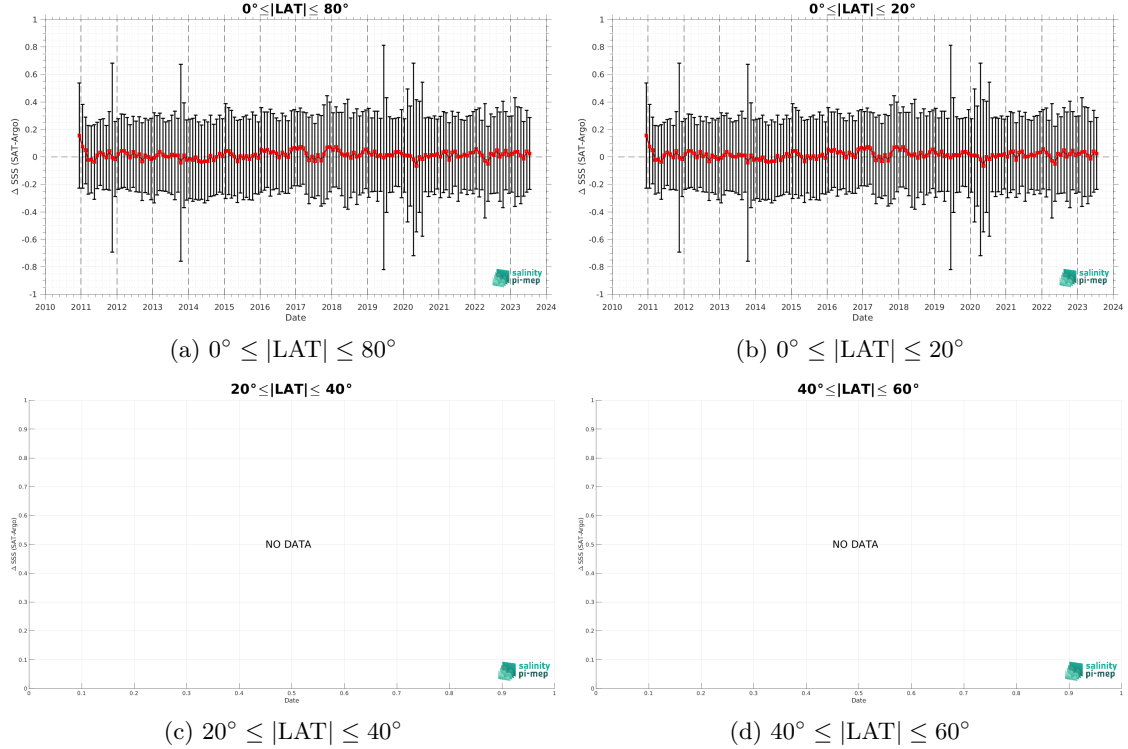 0°≤|LAT|≤ 80°
1
0.8
0.6
0.4
0.2
0
-0.2
-0.4
-0.6
-0.8
-1
Δ SSS (SAT-Argo)
2010 2011 2012 2013 2014 2015 2016 2017 2018 2019 2020 2021 2022 2023 2024
Date
salinity
pi-mep
(a) 0° ≤ |LAT| ≤ 80°
0°≤|LAT|≤ 20°
1
0.8
0.6
0.4
0.2
0
-0.2
-0.4
-0.6
-0.8
-1
Δ SSS (SAT-Argo)
2010 2011 2012 2013 2014 2015 2016 2017 2018 2019 2020 2021 2022 2023 2024
Date
salinity
pi-mep
(b) 0° ≤ |LAT| ≤ 20°
20°≤|LAT|≤ 40°
1
0.9
0.8
0.7
0.6
0.5
0.4
0.3
0.2
0.1
0
Δ SSS (SAT-Argo)
NO DATA
0 0.1 0.2 0.3 0.4 0.5 0.6 0.7 0.8 0.9 1
Date
salinity
pi-mep
(c) 20° ≤ |LAT| ≤ 40°
40°≤|LAT|≤ 60°
1
0.9
0.8
0.7
0.6
0.5
0.4
0.3
0.2
0.1
0
Δ SSS (SAT-Argo)
NO DATA
0 0.1 0.2 0.3 0.4 0.5 0.6 0.7 0.8 0.9 1
Date
salinity
pi-mep
(d) 40° ≤ |LAT| ≤ 60°